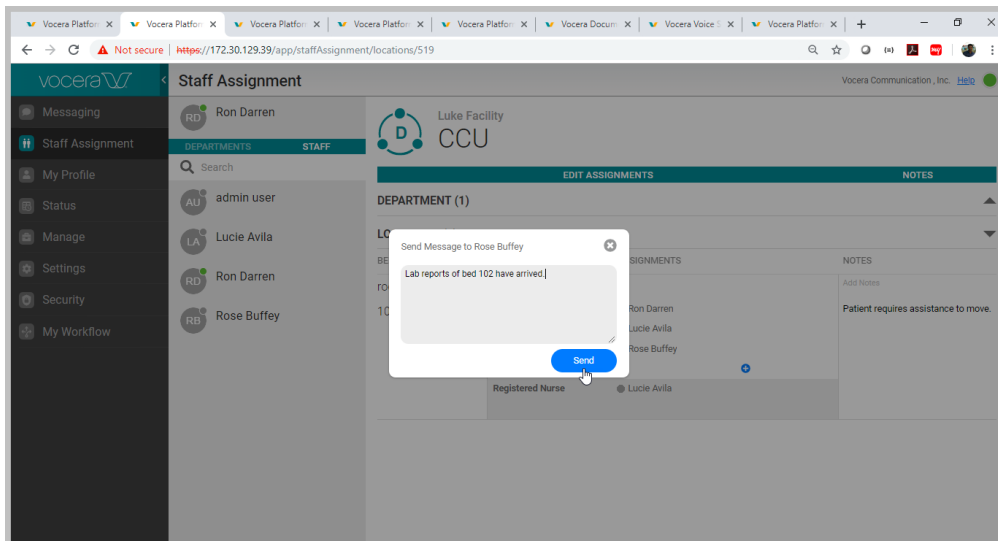 Vocera Platfor
Vocera Platfor
Vocera Platfor
Vocera Platfor
Vocera Platfor
Vocera Docum
Vocera Voice S
Vocera Platfor
Not secure
https://172.30.129.39/app/staffAssignment/locations/519
vocera
Staff Assignment
Vocera Communication , Inc. Help
Messaging
Staff Assignment
My Profile
Status
Manage
Settings
Security
My Workflow
RD Ron Darren
DEPARTMENTS STAFF
Search
AU admin user
LA Lucie Avila
RD Ron Darren
RB Rose Buffey
D
Luke Facility
CCU
EDIT ASSIGNMENTS NOTES
DEPARTMENT (1)
Send Message to Rose Buffey
Lab reports of bed 102 have arrived.
Send
NOTES
Add Notes
Ron Darren
Patient requires assistance to move.
Lucie Avila
Rose Buffey
Registered Nurse Lucie Avila